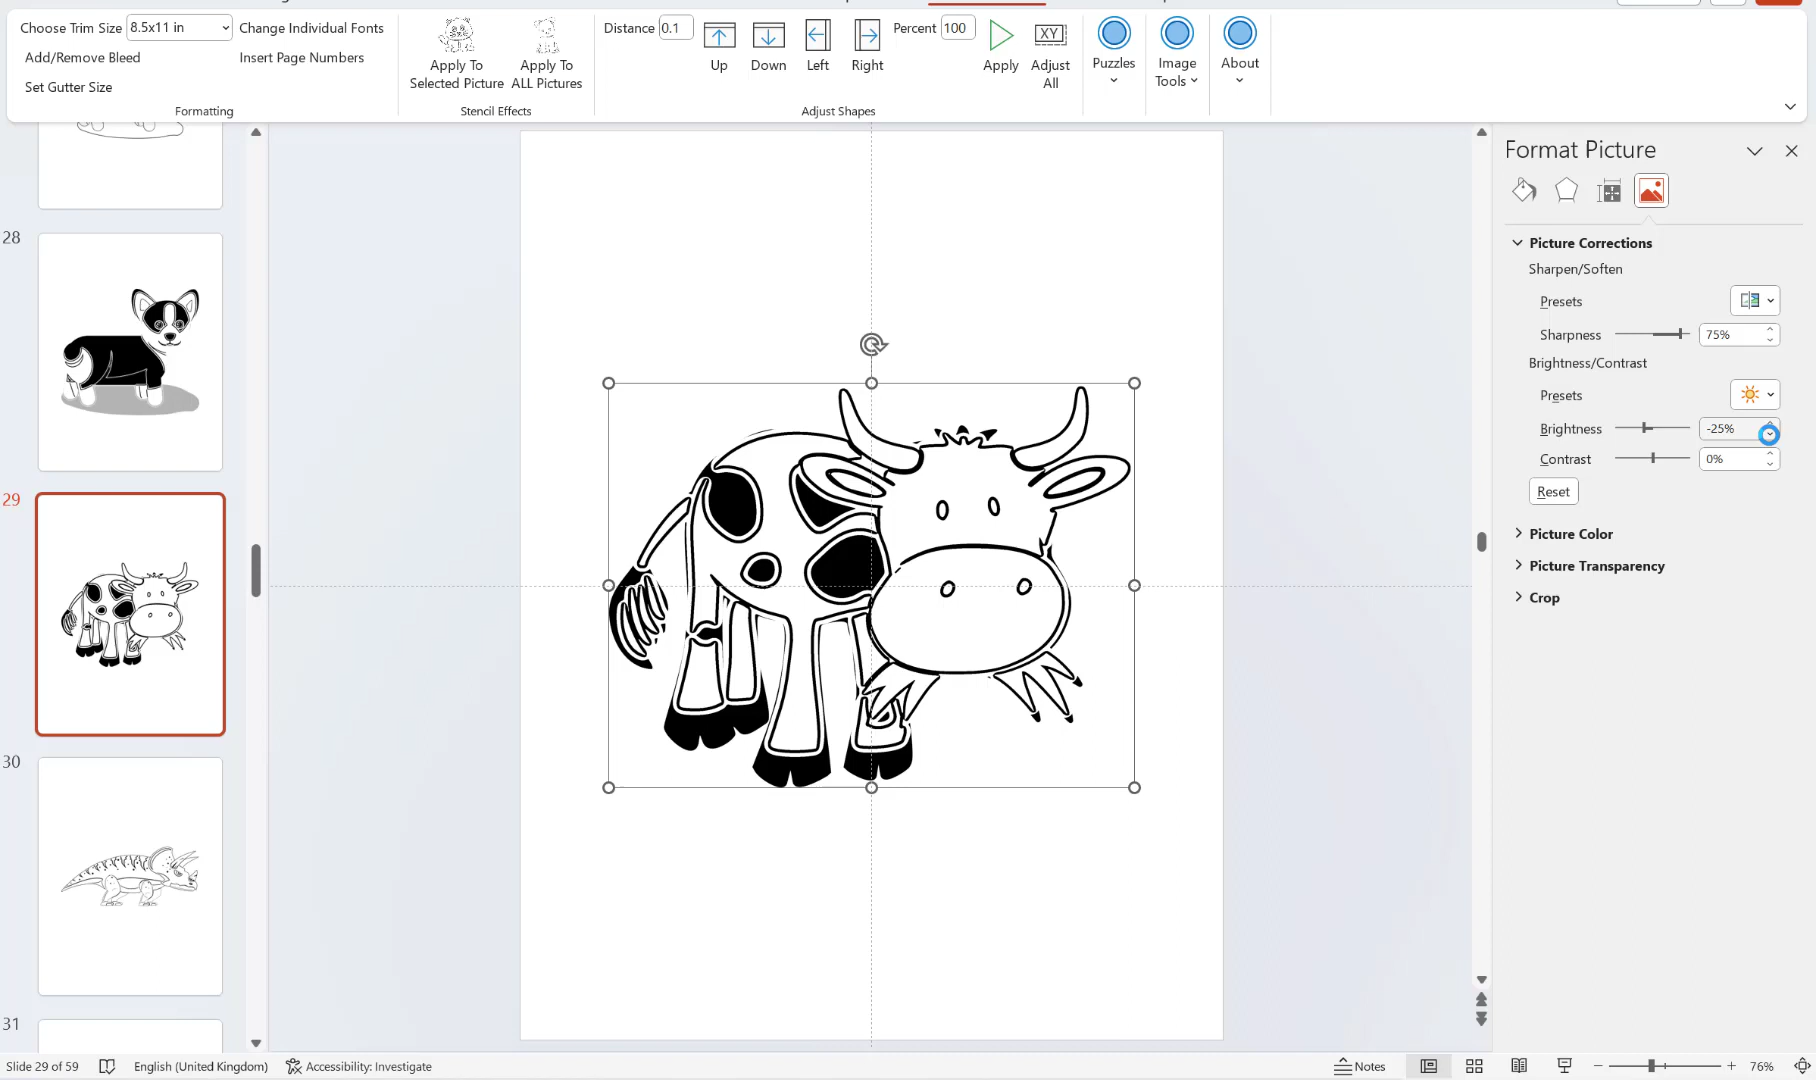 Choose Trim Size 8.5x11 in Change Individual Fonts
Add/Remove Bleed Insert Page Numbers
Set Gutter Size
Formatting
Apply To Selected Picture
Apply To ALL Pictures
Stencil Effects
Distance 0.1
Up
Down
Left
Right
Percent 100
Apply
Adjust All
Adjust Shapes
Puzzles
Image Tools
About
28
29
30
31
Format Picture
Picture Corrections
Sharpen/Soften
Presets
Sharpness 75%
Brightness/Contrast
Presets
Brightness -25%
Contrast 0%
Reset
Picture Color
Picture Transparency
Crop
Slide 29 of 59 English (United Kingdom) Accessibility: Investigate Notes 76%